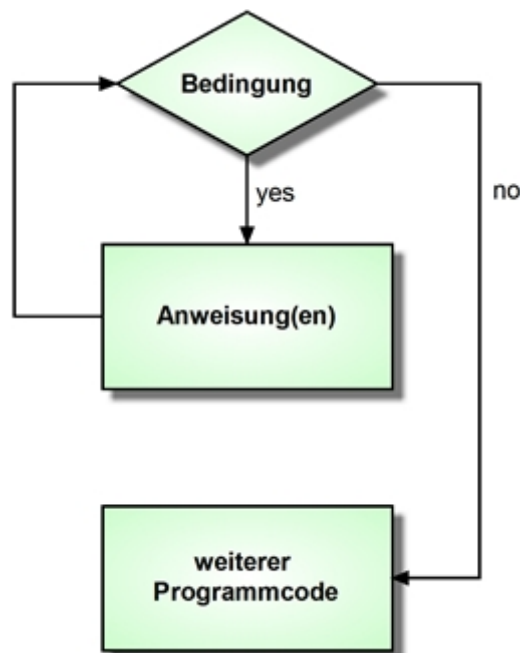 Bedingung
yes
no
Anweisung(en)
weiterer
Programmcode